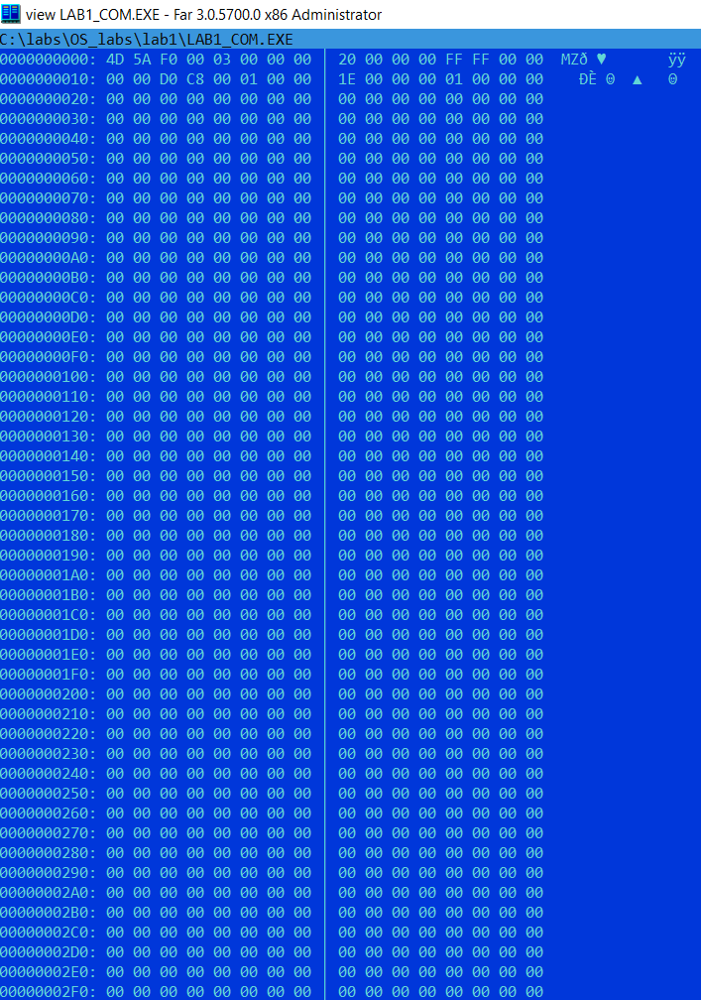 view LAB1_COM.EXE - Far 3.0.5700.0 x86 Administrator
C:\labs\OS_labs\lab1\LAB1_COM.EXE
0000000000: 4D 5A F0 00 03 00 00 00 │ 20 00 00 00 FF FF 00 00 MZð ♥ ÿÿ
0000000010: 00 00 D0 C8 00 01 00 00 │ 1E 00 00 00 01 00 00 00 ÐÈ ☺ ▲ ☺
0000000020: 00 00 00 00 00 00 00 00 │ 00 00 00 00 00 00 00 00
0000000030: 00 00 00 00 00 00 00 00 │ 00 00 00 00 00 00 00 00
0000000040: 00 00 00 00 00 00 00 00 │ 00 00 00 00 00 00 00 00
0000000050: 00 00 00 00 00 00 00 00 │ 00 00 00 00 00 00 00 00
0000000060: 00 00 00 00 00 00 00 00 │ 00 00 00 00 00 00 00 00
0000000070: 00 00 00 00 00 00 00 00 │ 00 00 00 00 00 00 00 00
0000000080: 00 00 00 00 00 00 00 00 │ 00 00 00 00 00 00 00 00
0000000090: 00 00 00 00 00 00 00 00 │ 00 00 00 00 00 00 00 00
00000000A0: 00 00 00 00 00 00 00 00 │ 00 00 00 00 00 00 00 00
00000000B0: 00 00 00 00 00 00 00 00 │ 00 00 00 00 00 00 00 00
00000000C0: 00 00 00 00 00 00 00 00 │ 00 00 00 00 00 00 00 00
00000000D0: 00 00 00 00 00 00 00 00 │ 00 00 00 00 00 00 00 00
00000000E0: 00 00 00 00 00 00 00 00 │ 00 00 00 00 00 00 00 00
00000000F0: 00 00 00 00 00 00 00 00 │ 00 00 00 00 00 00 00 00
0000000100: 00 00 00 00 00 00 00 00 │ 00 00 00 00 00 00 00 00
0000000110: 00 00 00 00 00 00 00 00 │ 00 00 00 00 00 00 00 00
0000000120: 00 00 00 00 00 00 00 00 │ 00 00 00 00 00 00 00 00
0000000130: 00 00 00 00 00 00 00 00 │ 00 00 00 00 00 00 00 00
0000000140: 00 00 00 00 00 00 00 00 │ 00 00 00 00 00 00 00 00
0000000150: 00 00 00 00 00 00 00 00 │ 00 00 00 00 00 00 00 00
0000000160: 00 00 00 00 00 00 00 00 │ 00 00 00 00 00 00 00 00
0000000170: 00 00 00 00 00 00 00 00 │ 00 00 00 00 00 00 00 00
0000000180: 00 00 00 00 00 00 00 00 │ 00 00 00 00 00 00 00 00
0000000190: 00 00 00 00 00 00 00 00 │ 00 00 00 00 00 00 00 00
00000001A0: 00 00 00 00 00 00 00 00 │ 00 00 00 00 00 00 00 00
00000001B0: 00 00 00 00 00 00 00 00 │ 00 00 00 00 00 00 00 00
00000001C0: 00 00 00 00 00 00 00 00 │ 00 00 00 00 00 00 00 00
00000001D0: 00 00 00 00 00 00 00 00 │ 00 00 00 00 00 00 00 00
00000001E0: 00 00 00 00 00 00 00 00 │ 00 00 00 00 00 00 00 00
00000001F0: 00 00 00 00 00 00 00 00 │ 00 00 00 00 00 00 00 00
0000000200: 00 00 00 00 00 00 00 00 │ 00 00 00 00 00 00 00 00
0000000210: 00 00 00 00 00 00 00 00 │ 00 00 00 00 00 00 00 00
0000000220: 00 00 00 00 00 00 00 00 │ 00 00 00 00 00 00 00 00
0000000230: 00 00 00 00 00 00 00 00 │ 00 00 00 00 00 00 00 00
0000000240: 00 00 00 00 00 00 00 00 │ 00 00 00 00 00 00 00 00
0000000250: 00 00 00 00 00 00 00 00 │ 00 00 00 00 00 00 00 00
0000000260: 00 00 00 00 00 00 00 00 │ 00 00 00 00 00 00 00 00
0000000270: 00 00 00 00 00 00 00 00 │ 00 00 00 00 00 00 00 00
0000000280: 00 00 00 00 00 00 00 00 │ 00 00 00 00 00 00 00 00
0000000290: 00 00 00 00 00 00 00 00 │ 00 00 00 00 00 00 00 00
00000002A0: 00 00 00 00 00 00 00 00 │ 00 00 00 00 00 00 00 00
00000002B0: 00 00 00 00 00 00 00 00 │ 00 00 00 00 00 00 00 00
00000002C0: 00 00 00 00 00 00 00 00 │ 00 00 00 00 00 00 00 00
00000002D0: 00 00 00 00 00 00 00 00 │ 00 00 00 00 00 00 00 00
00000002E0: 00 00 00 00 00 00 00 00 │ 00 00 00 00 00 00 00 00
00000002F0: 00 00 00 00 00 00 00 00 │ 00 00 00 00 00 00 00 00